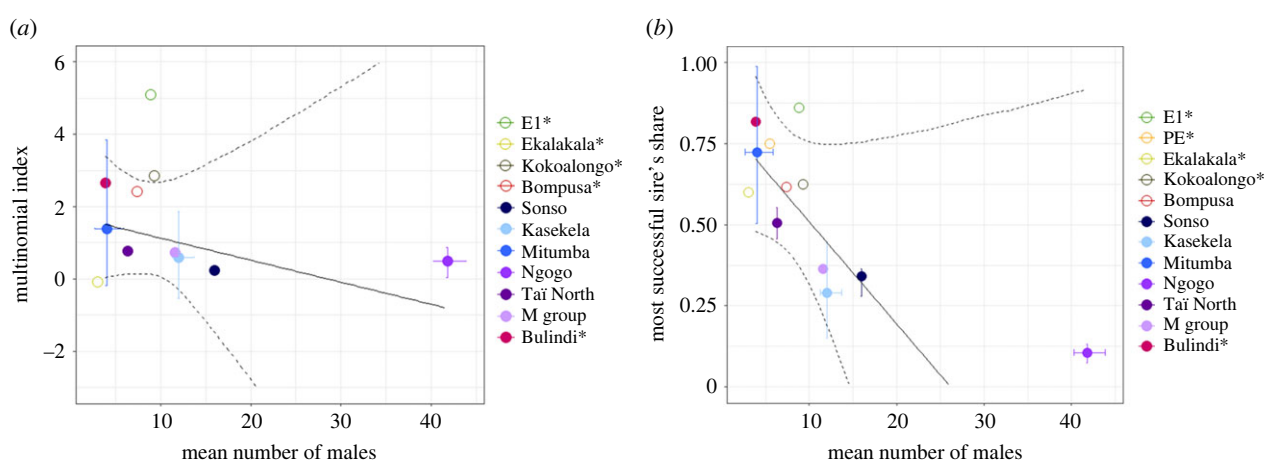 (a)
6
4
2
0
−2
multinomial index
10
20
30
40
mean number of males
E1*
Ekalakala*
Kokoalongo*
Bompusa*
Sonso
Kasekela
Mitumba
Ngogo
Taï North
M group
Bulindi*
(b)
1.00
0.75
0.50
0.25
0
most successful sire’s share
10
20
30
40
mean number of males
E1*
PE*
Ekalakala*
Kokoalongo*
Bompusa
Sonso
Kasekela
Mitumba
Ngogo
Taï North
M group
Bulindi*